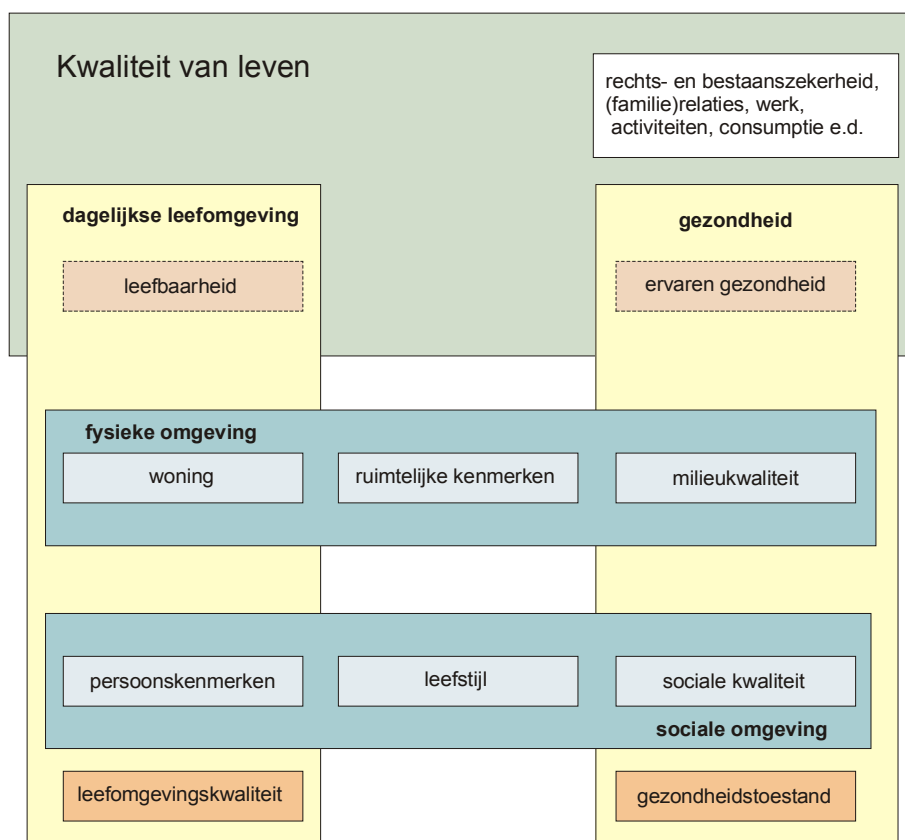 Kwaliteit van leven
rechts- en bestaanszekerheid,
(familie)relaties, werk,
activiteiten, consumptie e.d.
dagelijkse leefomgeving
gezondheid
leefbaarheid
ervaren gezondheid
fysieke omgeving
woning
ruimtelijke kenmerken
milieukwaliteit
persoonskenmerken
leefstijl
sociale kwaliteit
sociale omgeving
leefomgevingskwaliteit
gezondheidstoestand